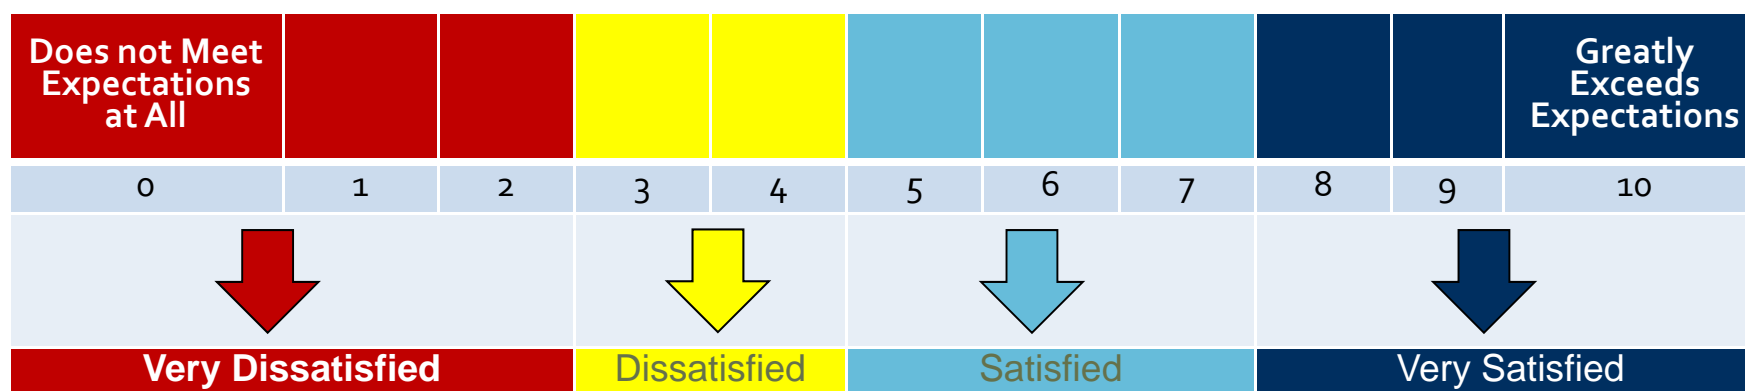 Does not Meet
Expectations
at All
Greatly
Exceeds
Expectations
0 1 2 3 4 5 6 7 8 9 10
Very Dissatisfied Dissatisfied Satisfied Very Satisfied